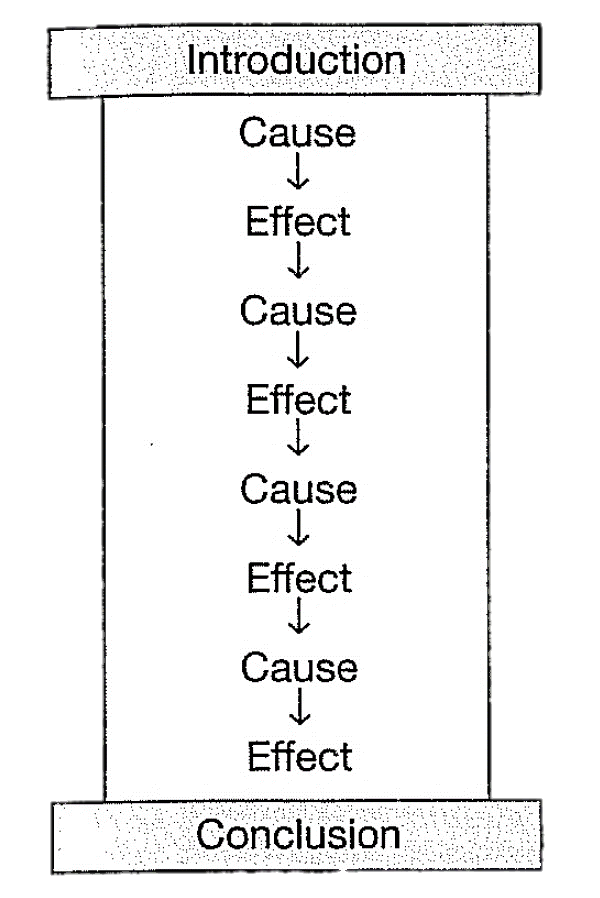 Introduction
Cause
↓
Effect
↓
Cause
↓
Effect
↓
Cause
↓
Effect
↓
Cause
↓
Effect
Conclusion